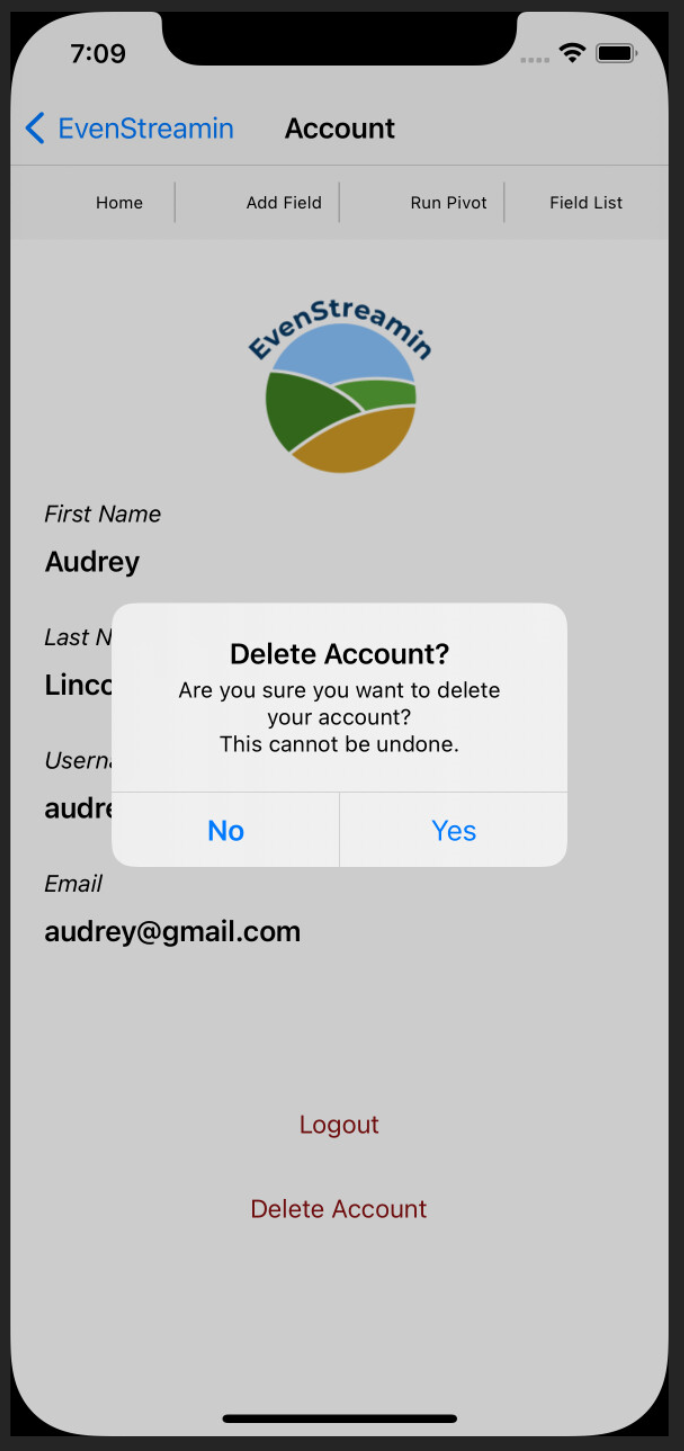 7:09
EvenStreamin Account
Home Add Field Run Pivot Field List
EvenStreamin
First Name
Audrey
Last N
Linco
Delete Account?
Are you sure you want to delete
your account?
This cannot be undone.
Usern
audre
No Yes
Email
audrey@gmail.com
Logout
Delete Account